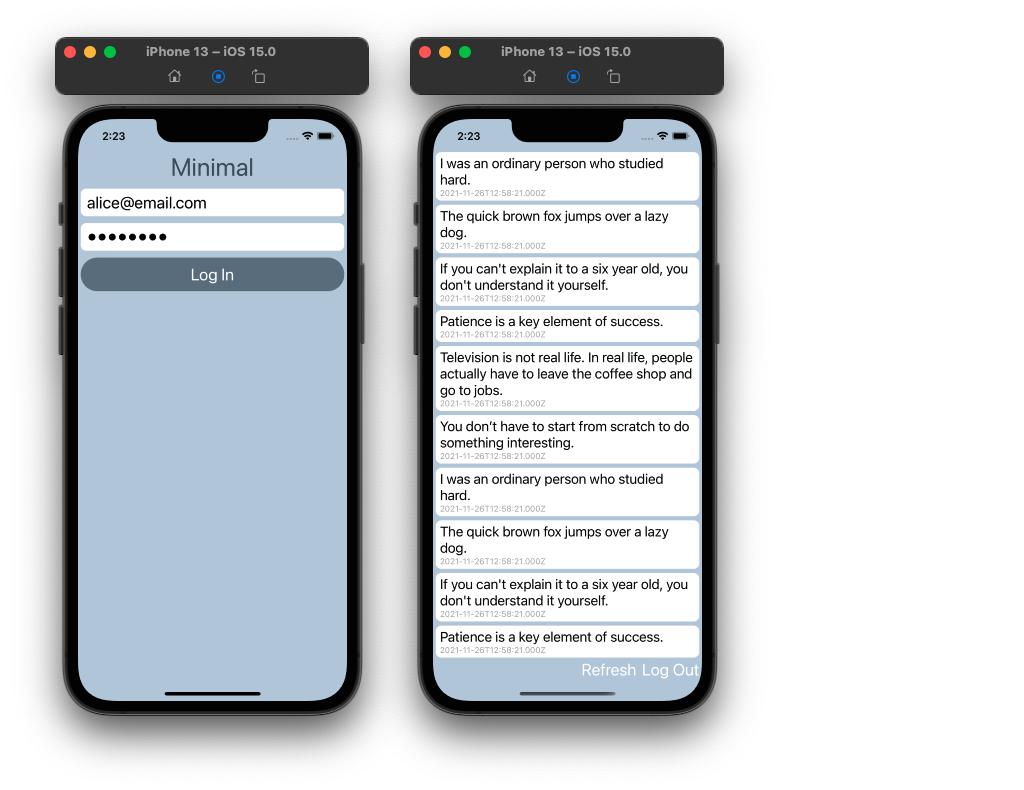 iPhone 13 – iOS 15.0
2:23
Minimal
alice@email.com
●●●●●●●●
Log In
iPhone 13 – iOS 15.0
2:23
I was an ordinary person who studied
hard.
2021-11-26T12:58:21.000Z
The quick brown fox jumps over a lazy
dog.
2021-11-26T12:58:21.000Z
If you can't explain it to a six year old, you
don't understand it yourself.
2021-11-26T12:58:21.000Z
Patience is a key element of success.
2021-11-26T12:58:21.000Z
Television is not real life. In real life, people
actually have to leave the coffee shop and
go to jobs.
2021-11-26T12:58:21.000Z
You don’t have to start from scratch to do
something interesting.
2021-11-26T12:58:21.000Z
I was an ordinary person who studied
hard.
2021-11-26T12:58:21.000Z
The quick brown fox jumps over a lazy
dog.
2021-11-26T12:58:21.000Z
If you can't explain it to a six year old, you
don't understand it yourself.
2021-11-26T12:58:21.000Z
Patience is a key element of success.
2021-11-26T12:58:21.000Z
Refresh Log Out